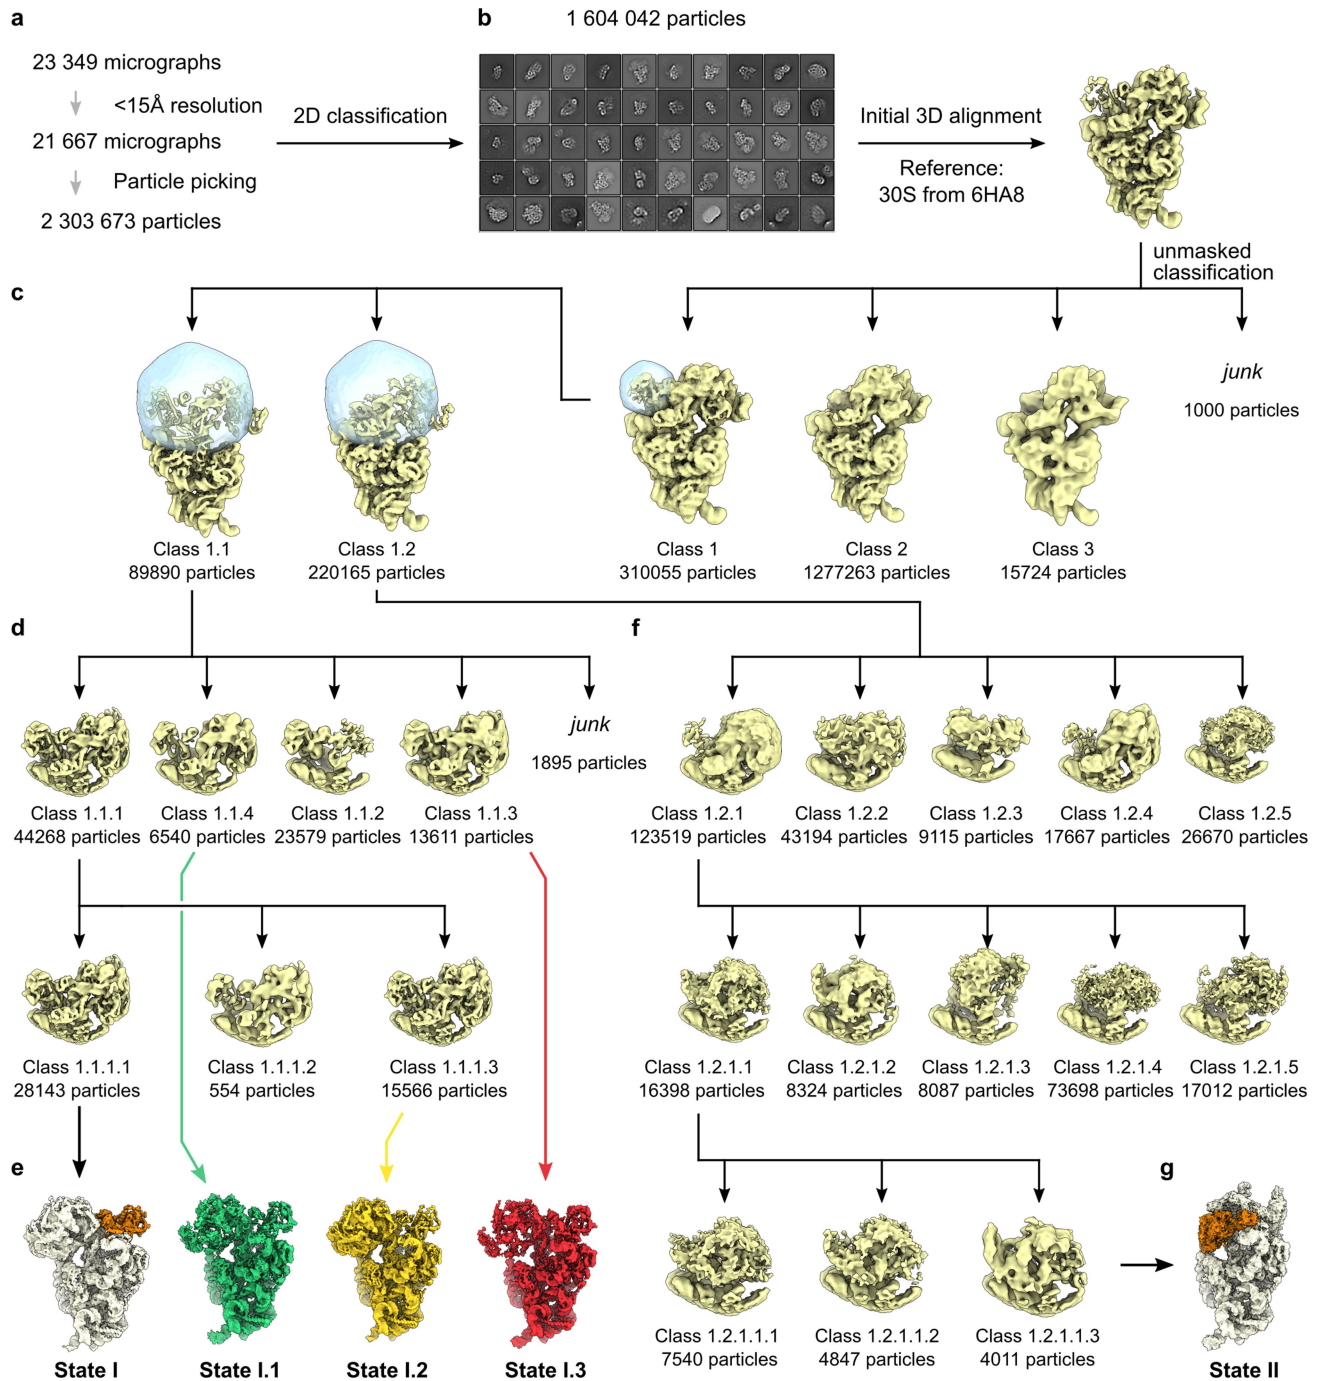 a
23 349 micrographs
<15Å resolution
21 667 micrographs
Particle picking
2 303 673 particles
2D classification
b
1 604 042 particles
Initial 3D alignment
Reference:
30S from 6HA8
unmasked
classification
c
Class 1.1
89890 particles
Class 1.2
220165 particles
Class 1
310055 particles
Class 2
1277263 particles
Class 3
15724 particles
junk
1000 particles
d
Class 1.1.1
44268 particles
Class 1.1.4
6540 particles
Class 1.1.2
23579 particles
Class 1.1.3
13611 particles
junk
1895 particles
Class 1.1.1.1
28143 particles
Class 1.1.1.2
554 particles
Class 1.1.1.3
15566 particles
e
State I
State I.1
State I.2
State I.3
f
Class 1.2.1
123519 particles
Class 1.2.2
43194 particles
Class 1.2.3
9115 particles
Class 1.2.4
17667 particles
Class 1.2.5
26670 particles
Class 1.2.1.1
16398 particles
Class 1.2.1.2
8324 particles
Class 1.2.1.3
8087 particles
Class 1.2.1.4
73698 particles
Class 1.2.1.5
17012 particles
Class 1.2.1.1.1
7540 particles
Class 1.2.1.1.2
4847 particles
Class 1.2.1.1.3
4011 particles
g
State II